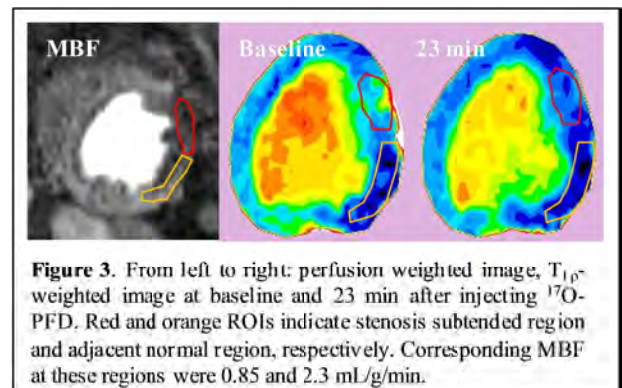 MBF
Baseline
23 min
Figure 3. From left to right: perfusion weighted image, T1ρ-
weighted image at baseline and 23 min after injecting 17O-
PFD. Red and orange ROIs indicate stenosis subtended region
and adjacent normal region, respectively. Corresponding MBF
at these regions were 0.85 and 2.3 mL/g/min.